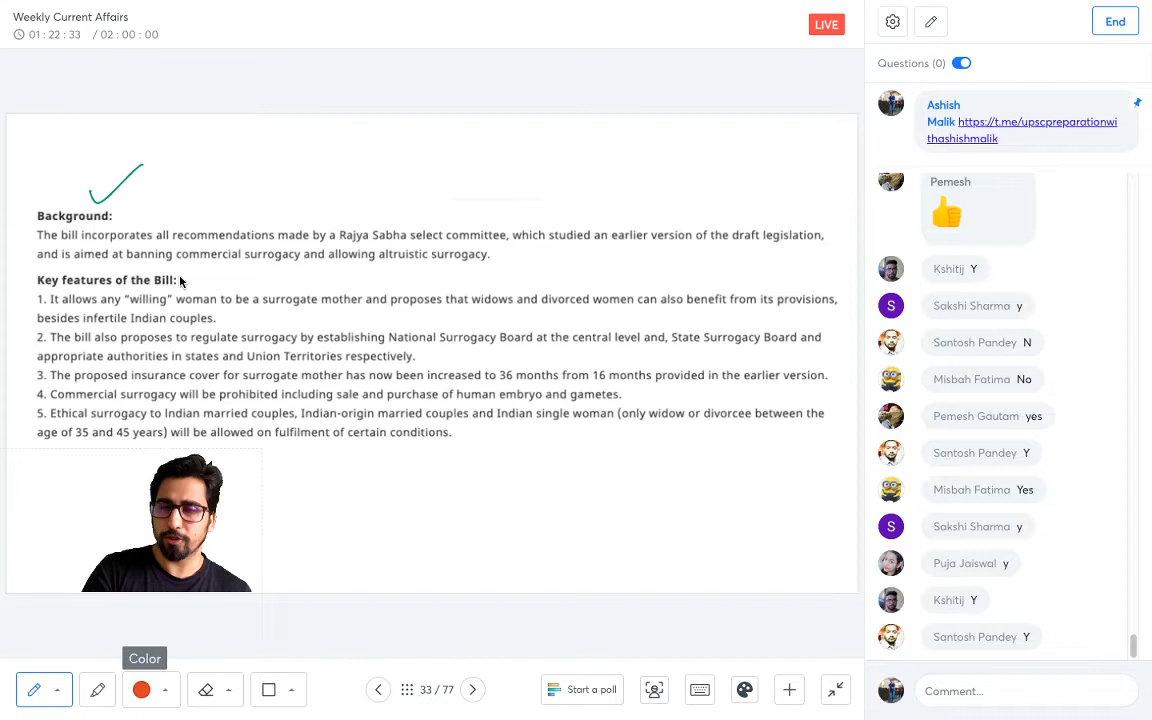 Weekly Current Affairs
01 : 22 : 33 / 02 : 00 : 00
LIVE
Background:
The bill incorporates all recommendations made by a Rajya Sabha select committee, which studied an earlier version of the draft legislation,
and is aimed at banning commercial surrogacy and allowing altruistic surrogacy.
Key features of the Bill:
1. It allows any “willing” woman to be a surrogate mother and proposes that widows and divorced women can also benefit from its provisions,
besides infertile Indian couples.
2. The bill also proposes to regulate surrogacy by establishing National Surrogacy Board at the central level and, State Surrogacy Board and
appropriate authorities in states and Union Territories respectively.
3. The proposed insurance cover for surrogate mother has now been increased to 36 months from 16 months provided in the earlier version.
4. Commercial surrogacy will be prohibited including sale and purchase of human embryo and gametes.
5. Ethical surrogacy to Indian married couples, Indian-origin married couples and Indian single woman (only widow or divorcee between the
age of 35 and 45 years) will be allowed on fulfilment of certain conditions.
Color
33 / 77
Start a poll
End
Questions (0)
Ashish
Malik https://t.me/upscpreparationwi
thashishmalik
Pemesh
Kshitij Y
S
Sakshi Sharma y
Santosh Pandey N
Misbah Fatima No
Pemesh Gautam yes
Santosh Pandey Y
Misbah Fatima Yes
S
Sakshi Sharma y
Puja Jaiswal y
Kshitij Y
Santosh Pandey Y
Comment...